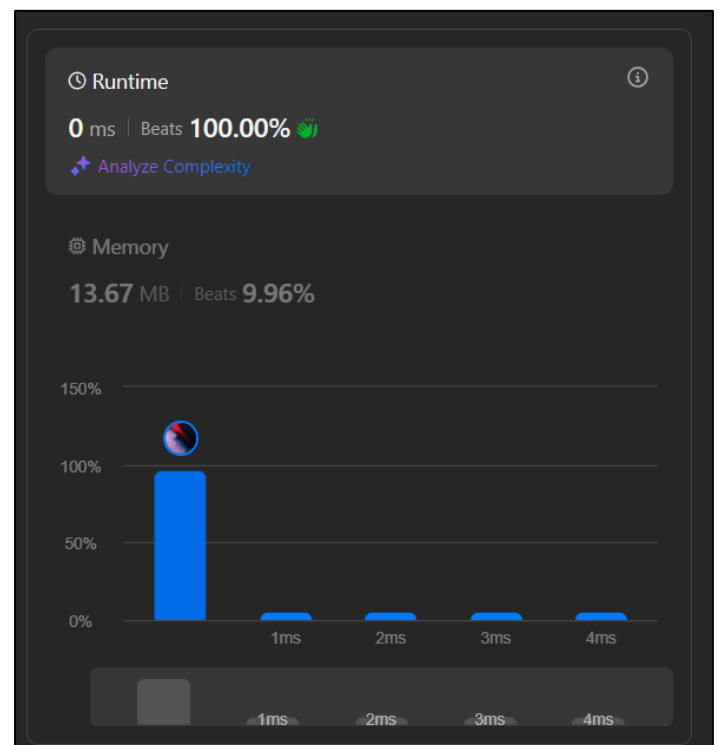 Runtime
0 ms | Beats 100.00%
Analyze Complexity
Memory
13.67 MB | Beats 9.96%
150%
100%
50%
0%
1ms 2ms 3ms 4ms
1ms 2ms 3ms 4ms